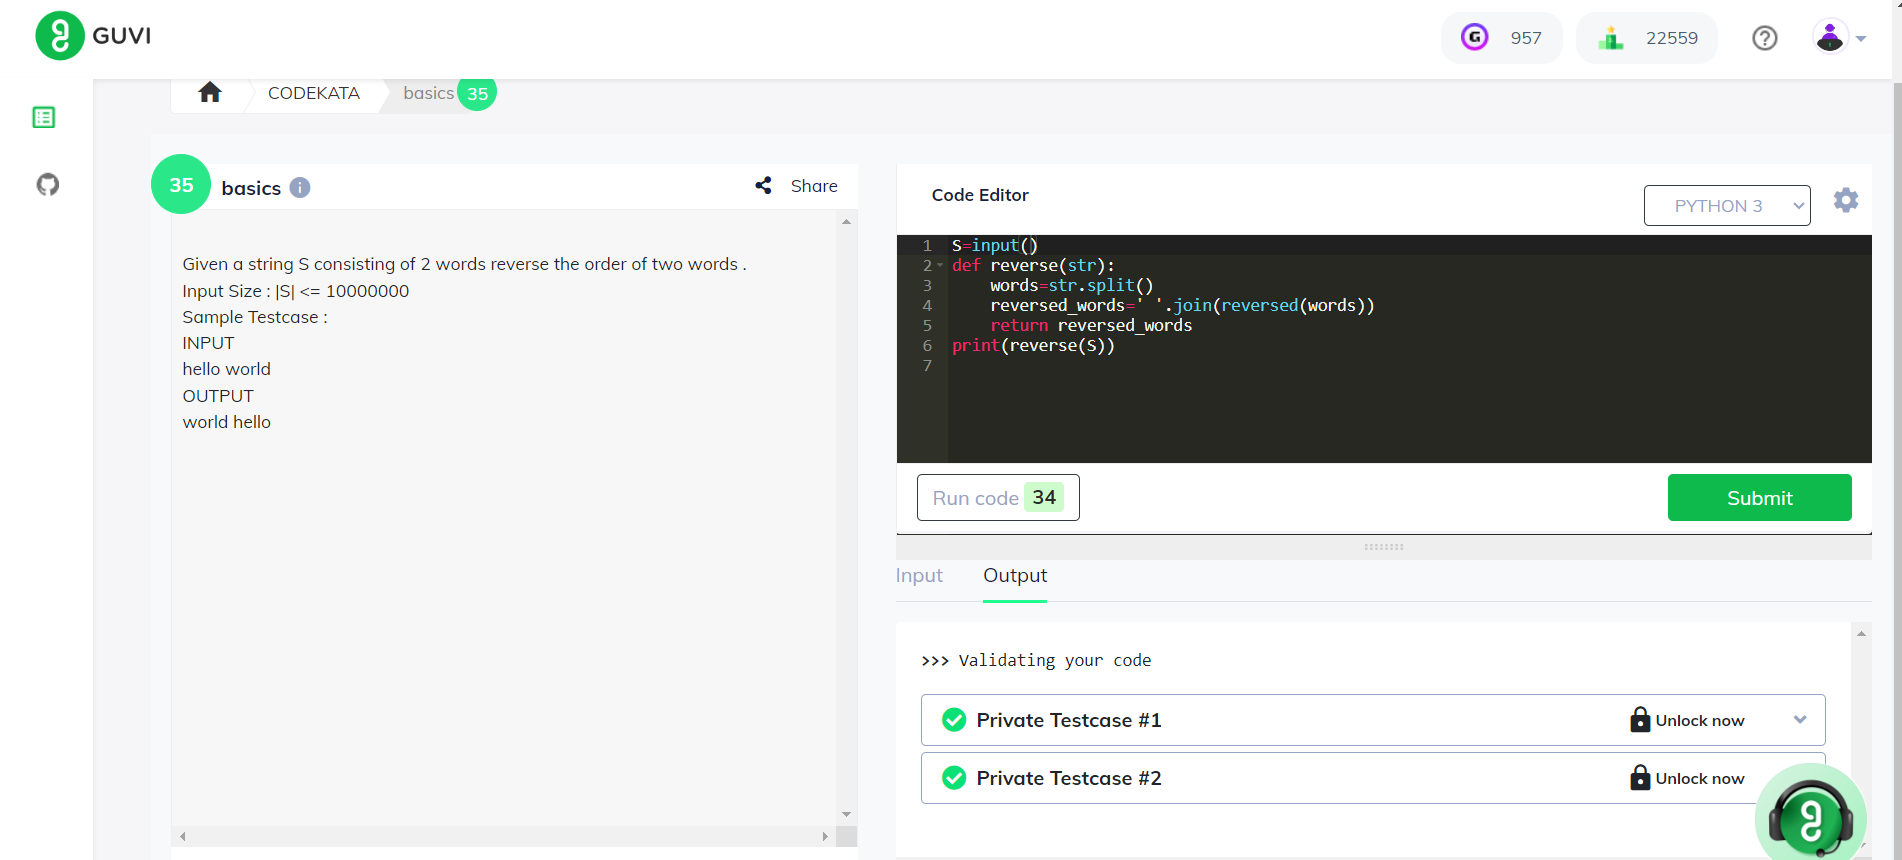 GUVI
957
22559
CODEKATA
basics 35
35 basics
Share
Given a string S consisting of 2 words reverse the order of two words .
Input Size : |S| <= 10000000
Sample Testcase :
INPUT
hello world
OUTPUT
world hello
Code Editor
PYTHON 3
1 S=input()
2 def reverse(str):
3 words=str.split()
4 reversed_words=' '.join(reversed(words))
5 return reversed_words
6 print(reverse(S))
7
Run code 34
Submit
Input
Output
>>> Validating your code
Private Testcase #1
Unlock now
Private Testcase #2
Unlock now